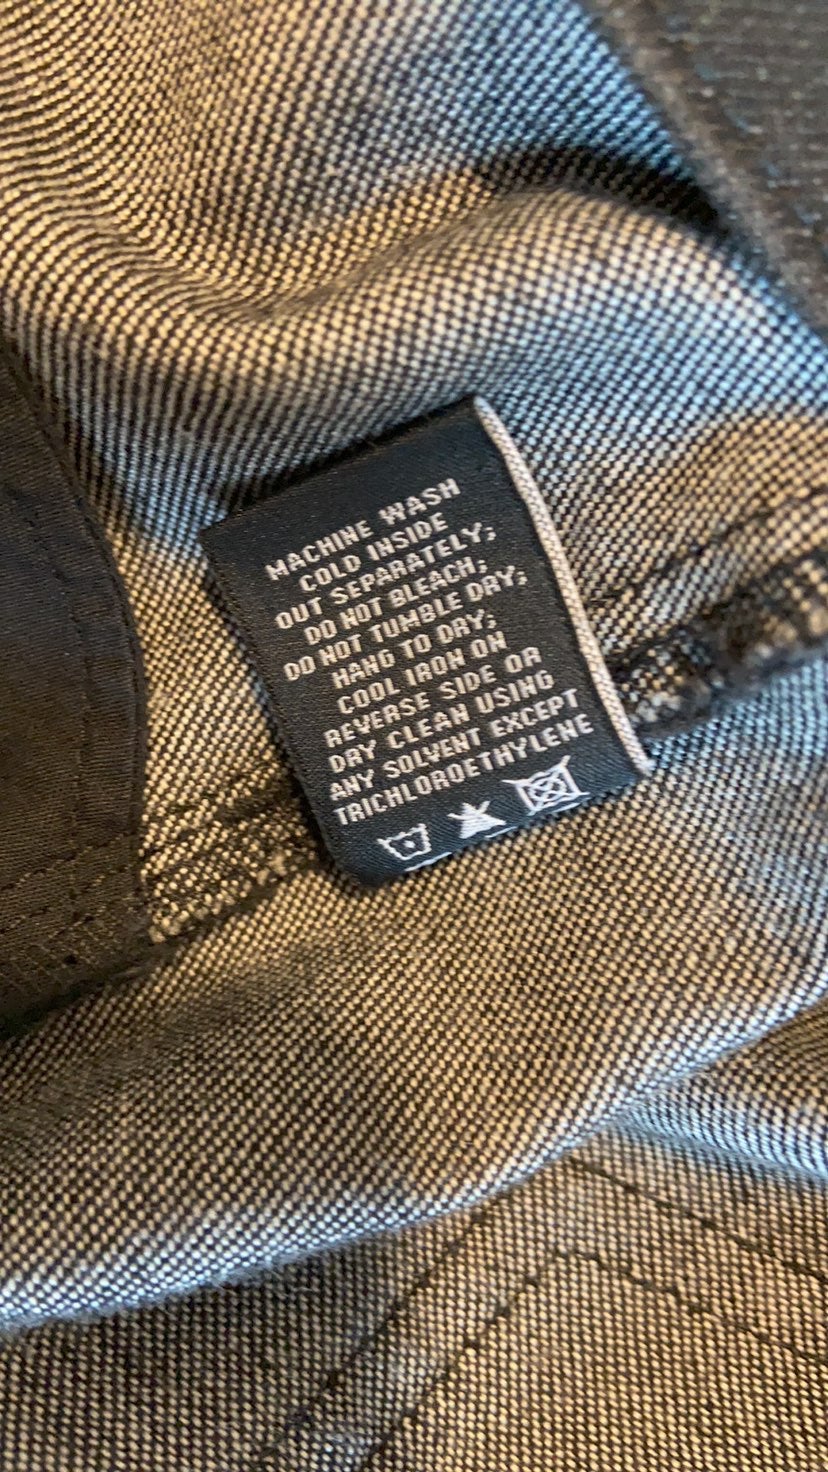 MACHINE WASH
COLD INSIDE
OUT SEPARATELY;
DO NOT BLEACH;
DO NOT TUMBLE DRY;
HANG TO DRY;
COOL IRON ON
REVERSE SIDE OR
DRY CLEAN USING
ANY SOLVENT EXCEPT
TRICHLOROETHYLENE